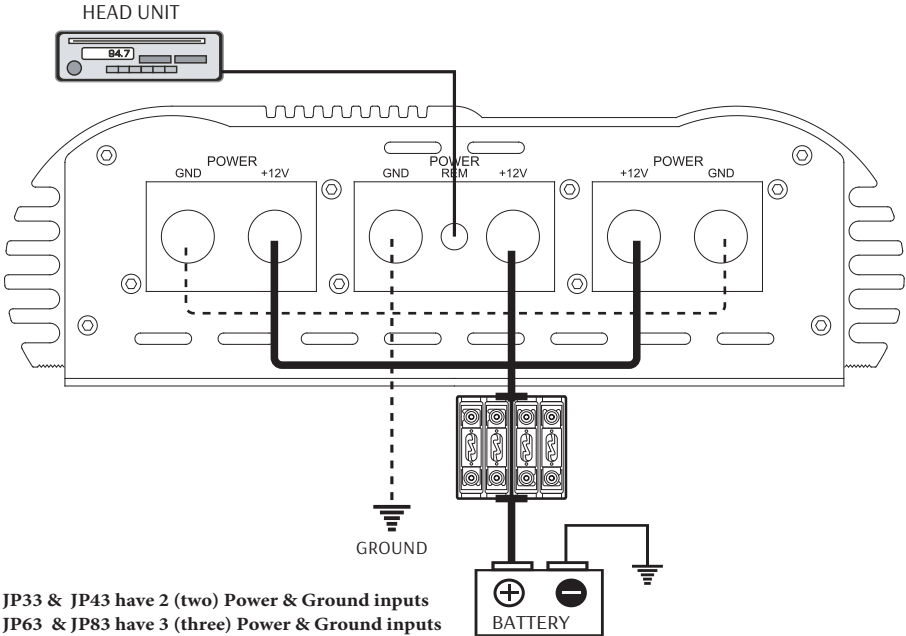 HEAD UNIT
94.7
POWER
GND +12V
POWER
GND REM +12V
POWER
+12V GND
GROUND
BATTERY
JP33 & JP43 have 2 (two) Power & Ground inputs
JP63 & JP83 have 3 (three) Power & Ground inputs